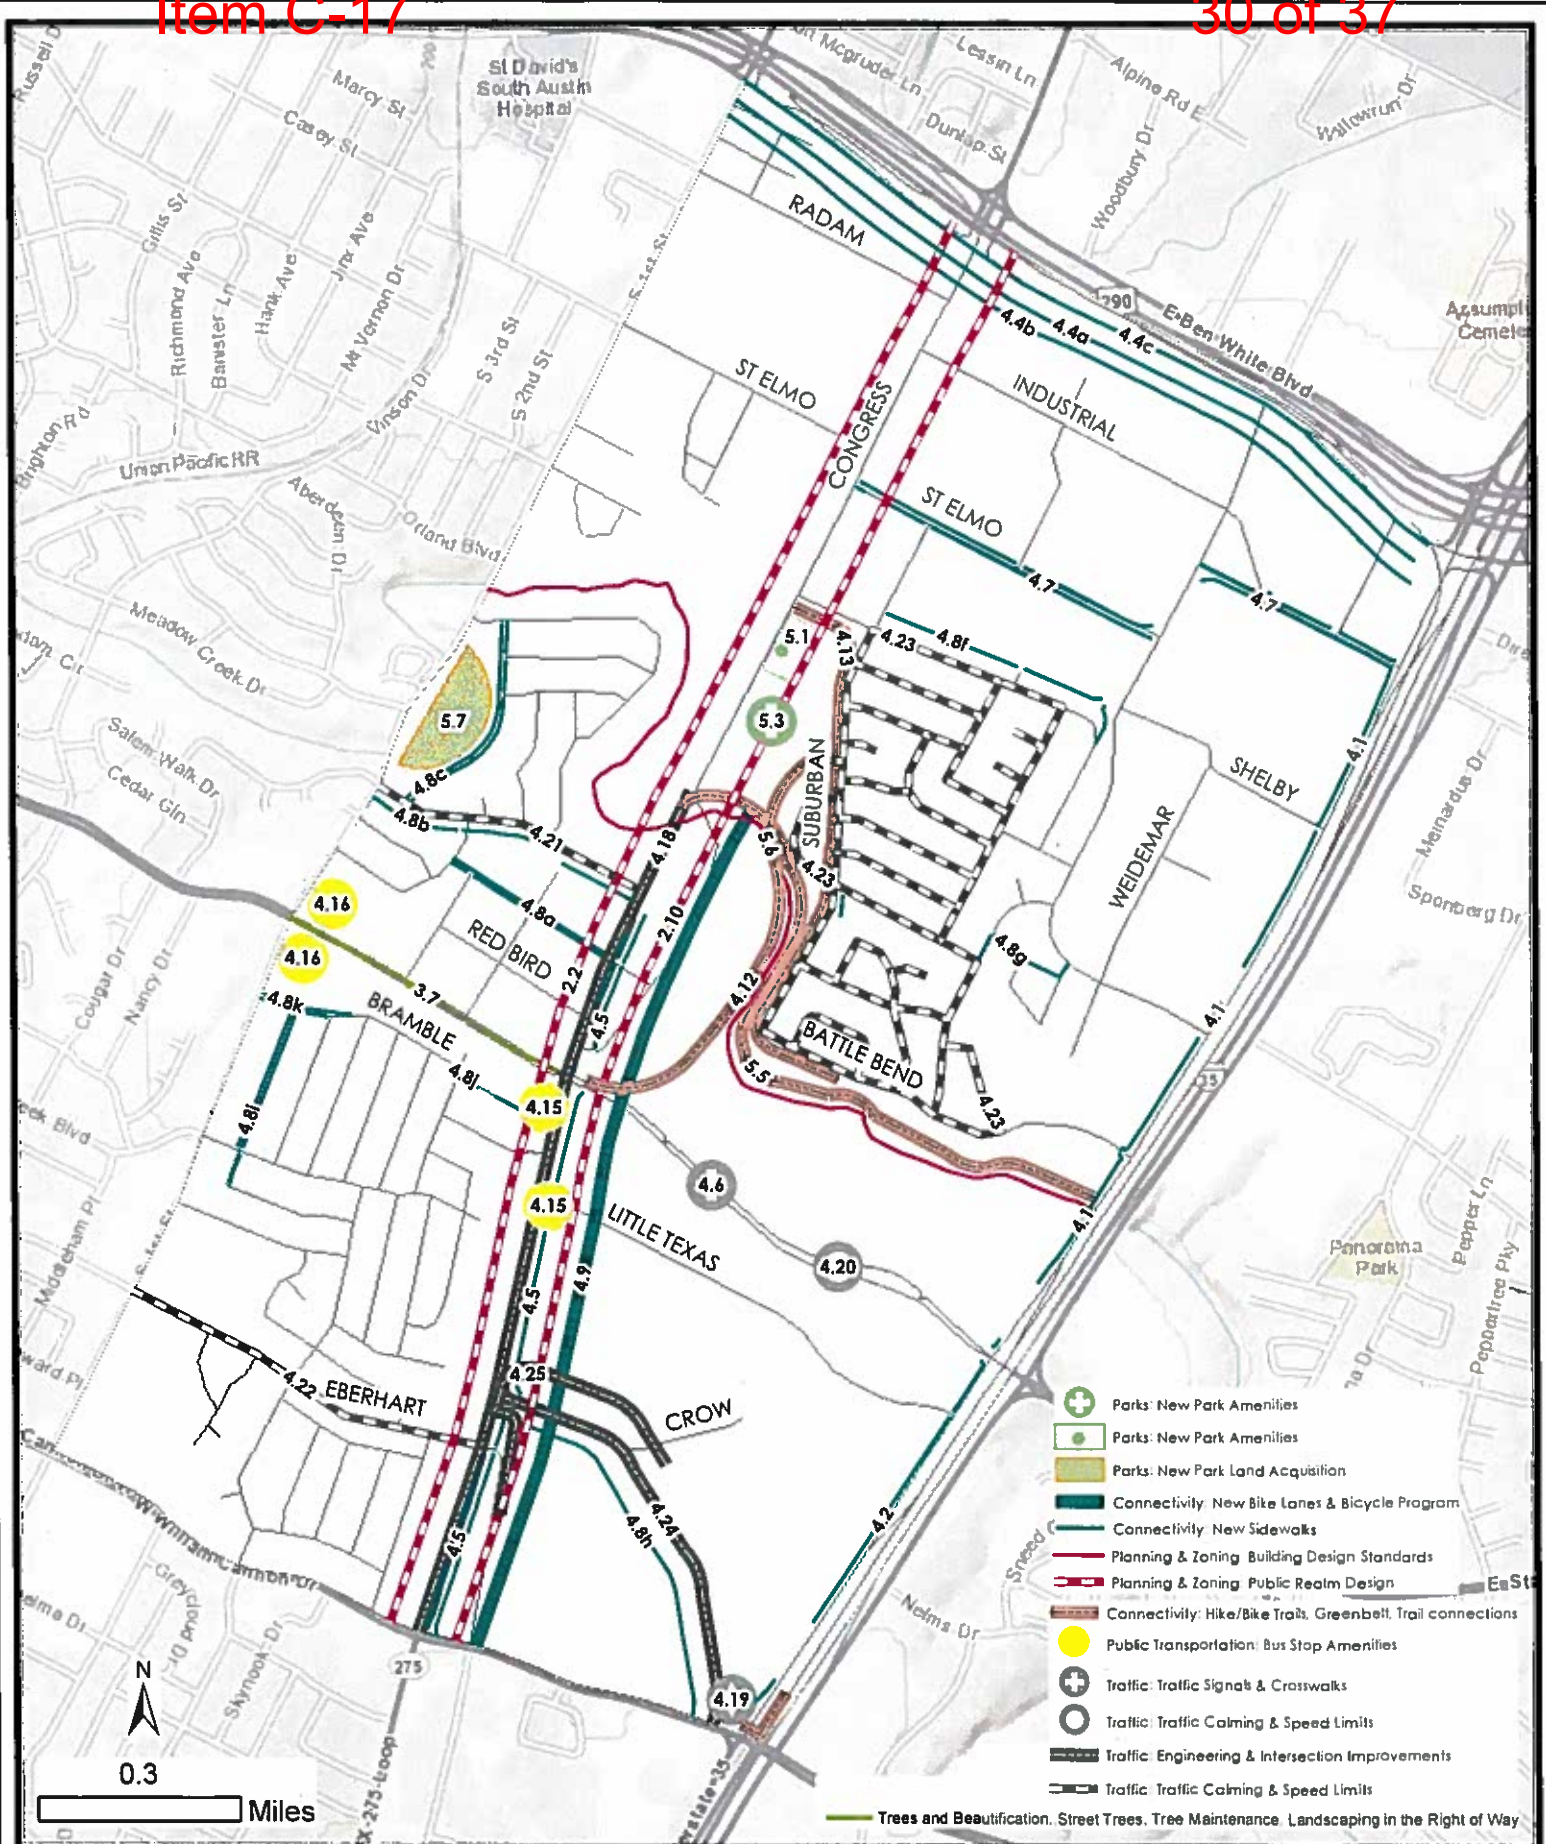 Item C-17
30 of 37
Russell D
Marcy St
Casey St
St David's
South Austin
Hospital
Mcgruder Ln
Lessin Ln
Alpine Rd E
Willowrun Dr
Dunlap St
Woodbury Dr
Gillis St
Richmond Ave
Banister Ln
Hank Ave
Jinx Ave
Mt Vernon Dr
S 1st St
RADAM
290
E Ben White Blvd
4.4b
4.4a
4.4c
S 3rd St
S 2nd St
Vinson Dr
Brighton Rd
Union Pacific RR
Orland Blvd
ST ELMO
CONGRESS
INDUSTRIAL
ST ELMO
4.7
4.7
Meadow Creek Dr
Salem Walk Dr
Cedar Gln
5.7
4.8c
4.8b
4.21
4.18
5.1
4.13
4.23
4.8f
5.3
SUBURBAN
SHELBY
4.1
Meinardus Dr
Sponberg Dr
WEIDEMAR
5.6
4.23
4.16
4.16
4.8a
RED BIRD
2.10
2.2
3.7
4.8k
BRAMBLE
4.8j
4.5
4.12
4.8g
4.1
BATTLE BEND
5.5
4.23
35
Cougar Dr
Nancy Dr
4.8i
4.15
4.15
4.6
4.20
4.1
LITTLE TEXAS
4.9
4.5
Middleham Pl
S 1st St
Panorama
Park
Pepper Ln
Peppertree Pky
4.22
EBERHART
4.25
CROW
4.24
4.8h
4.5
4.2
W William Cannon Dr
Skynook Dr
Nelms Dr
4.19
275
N
0.3
Miles
Parks: New Park Amenities
Parks: New Park Amenities
Parks: New Park Land Acquisition
Connectivity: New Bike Lanes & Bicycle Program
Connectivity: New Sidewalks
Planning & Zoning: Building Design Standards
Planning & Zoning: Public Realm Design
Connectivity: Hike/Bike Trails, Greenbelt, Trail connections
Public Transportation: Bus Stop Amenities
Traffic: Traffic Signals & Crosswalks
Traffic: Traffic Calming & Speed Limits
Traffic: Engineering & Intersection Improvements
Traffic: Traffic Calming & Speed Limits
Trees and Beautification. Street Trees, Tree Maintenance, Landscaping in the Right of Way